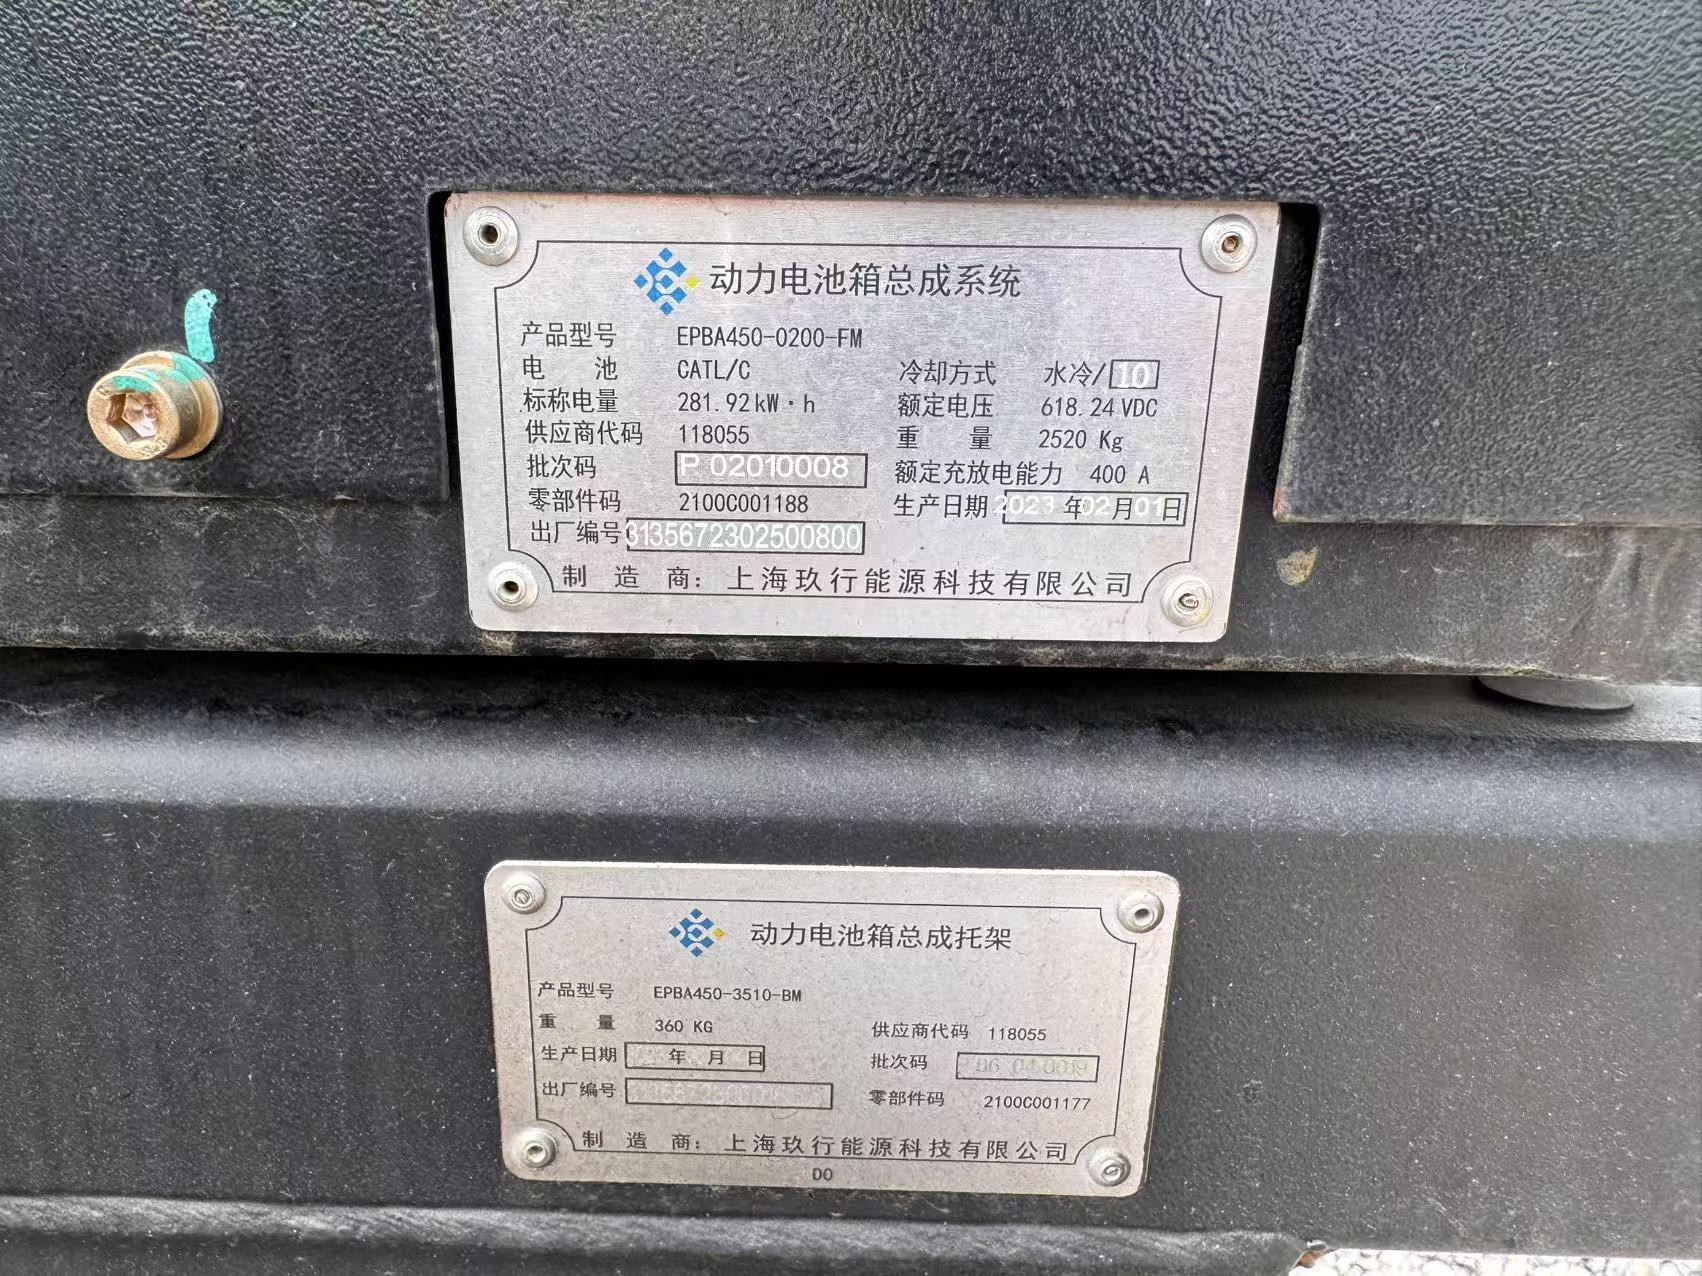 动力电池箱总成系统
产品型号 EPBA450-0200-FM
电 池 CATL/C 冷却方式 水冷/10
标称电量 281.92kW·h 额定电压 618.24VDC
供应商代码 118055 重 量 2520 Kg
批次码 P 02010008 额定充放电能力 400 A
零部件码 2100C001188 生产日期 2023 年 02 月 01 日
出厂编号 3135672302500800
制 造 商: 上海玖行能源科技有限公司
动力电池箱总成托架
产品型号 EPBA450-3510-BM
重 量 360 KG 供应商代码 118055
生产日期 年 月 日 批次码
出厂编号 零部件码 2100C001177
制 造 商: 上海玖行能源科技有限公司
DO